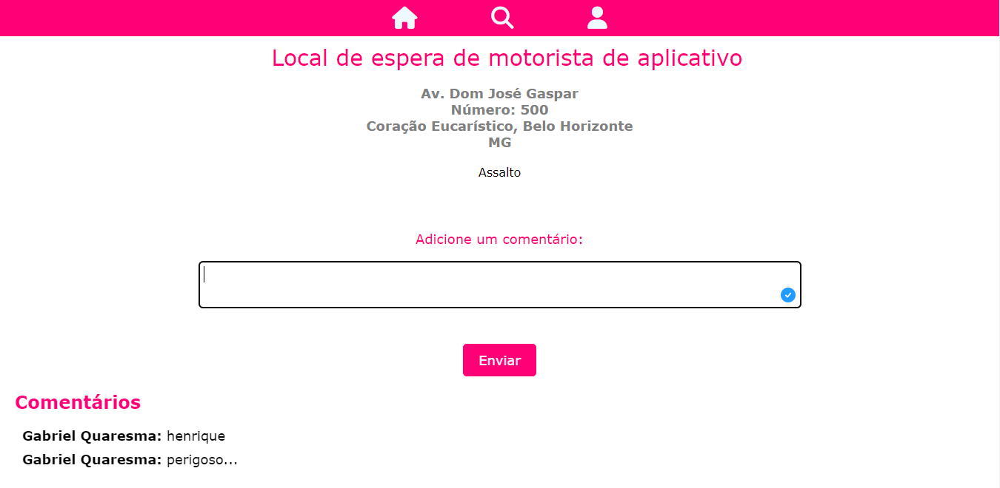 Local de espera de motorista de aplicativo
Av. Dom José Gaspar
Número: 500
Coração Eucarístico, Belo Horizonte
MG
Assalto
Adicione um comentário:
Enviar
Comentários
Gabriel Quaresma: henrique
Gabriel Quaresma: perigoso...